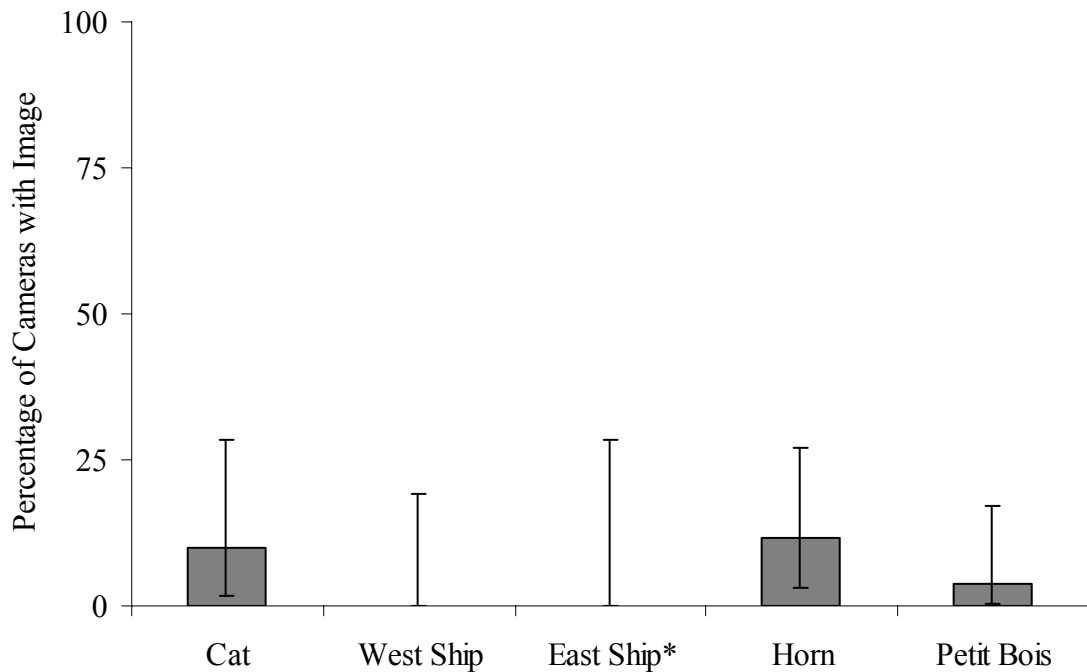 Percentage of Cameras with Image
100
75
50
25
0
Cat
West Ship
East Ship*
Horn
Petit Bois